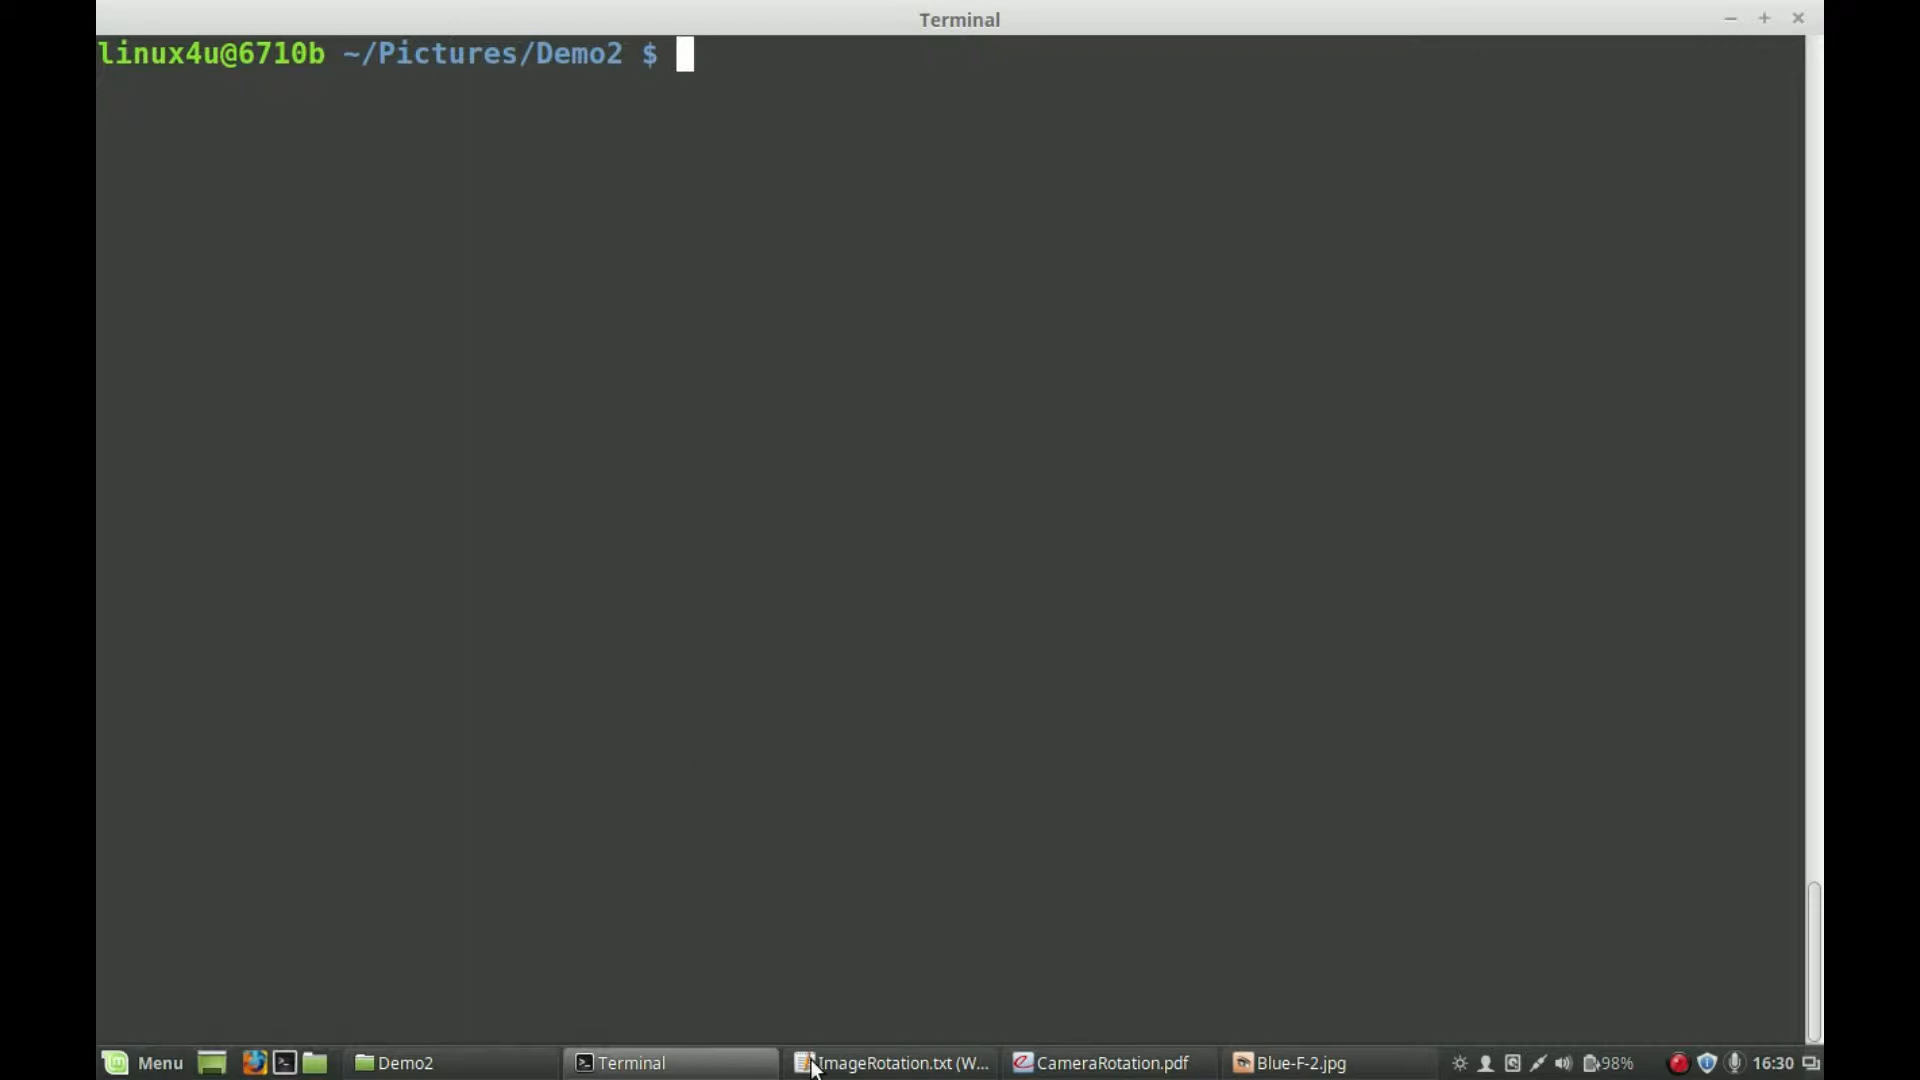 Terminal
linux4u@6710b ~/Pictures/Demo2 $
Menu Demo2 Terminal ImageRotation.txt (W... CameraRotation.pdf Blue-F-2.jpg 98% 16:30